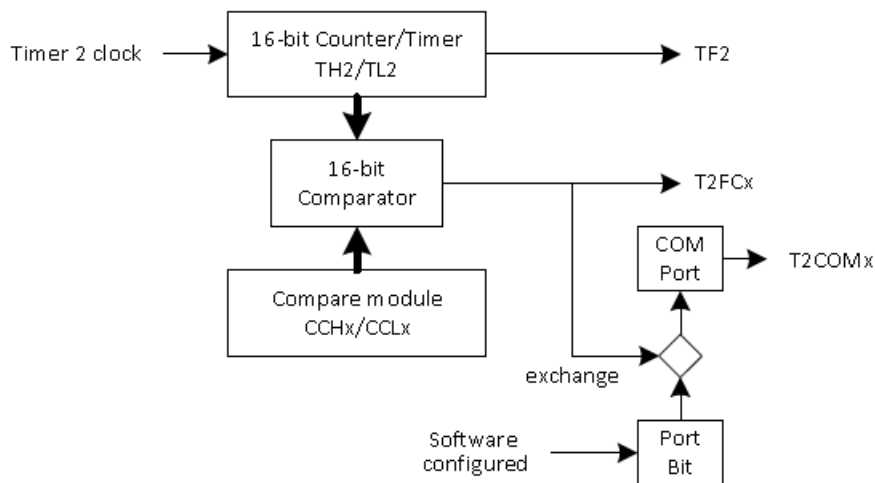 Timer 2 clock
16-bit Counter/Timer
TH2/TL2
TF2
16-bit
Comparator
T2FCx
COM
Port
T2COMx
Compare module
CCHx/CCLx
exchange
Software
configured
Port
Bit